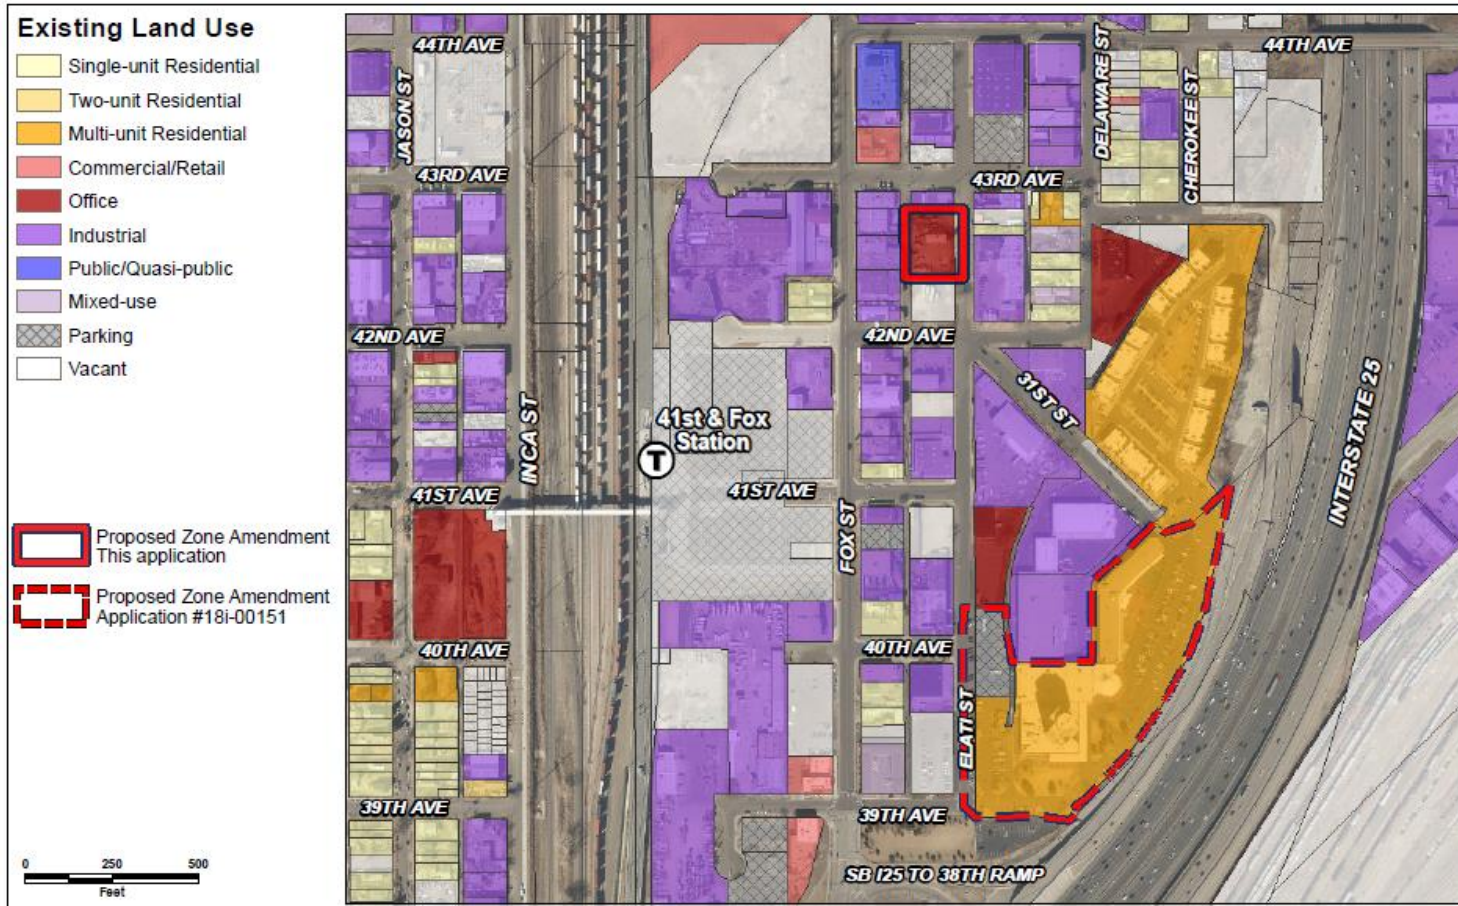 Existing Land Use
Single-unit Residential
Two-unit Residential
Multi-unit Residential
Commercial/Retail
Office
Industrial
Public/Quasi-public
Mixed-use
Parking
Vacant
Proposed Zone Amendment
This application
Proposed Zone Amendment
Application #18i-00151
0 250 500
Feet
44TH AVE
44TH AVE
JASON ST
DELAWARE ST
CHEROKEE ST
43RD AVE
43RD AVE
42ND AVE
42ND AVE
31ST ST
INCA ST
41st & Fox
Station
T
INTERSTATE 25
41ST AVE
41ST AVE
FOX ST
40TH AVE
40TH AVE
ELATI ST
39TH AVE
39TH AVE
SB I25 TO 38TH RAMP